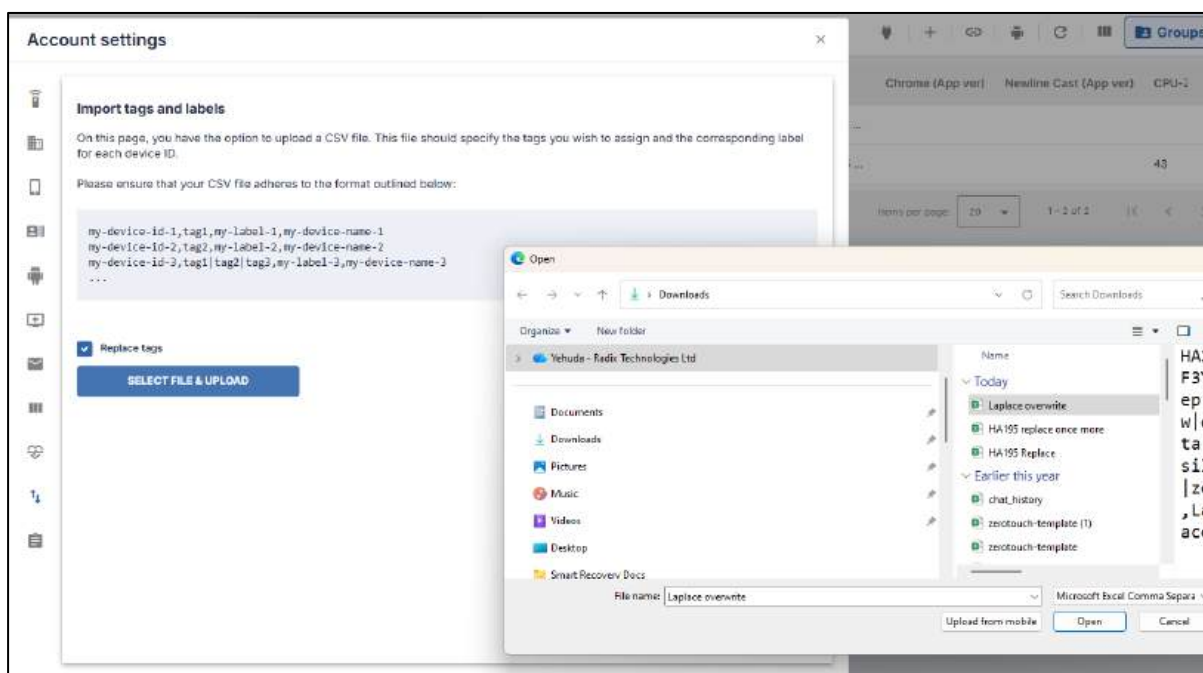 Account settings
Groups
Chrome (App ver) Newline Cast (App ver) CPU-
43
Items per page: 20 1–2 of 2
Import tags and labels
On this page, you have the option to upload a CSV file. This file should specify the tags you wish to assign and the corresponding label
for each device ID.
Please ensure that your CSV file adheres to the format outlined below:
my-device-id-1,tag1,my-label-1,my-device-name-1
my-device-id-2,tag2,my-label-2,my-device-name-2
my-device-id-3,tag1|tag2|tag3,my-label-3,my-device-name-3
...
Replace tags
SELECT FILE & UPLOAD
Open
Downloads
Search Downloads
Organize New folder
Yehuda - Radix Technologies Ltd
Documents
Downloads
Pictures
Music
Videos
Desktop
Smart Recovery Docs
Name
Today
Laplace overwrite
HA195 replace once more
HA195 Replace
Earlier this year
chat_history
zerotouch-template (1)
zerotouch-template
F3Y
ep
w|
ta
si
|z
,La
ac
File name: Laplace overwrite
Microsoft Excel Comma Separa
Upload from mobile Open Cancel